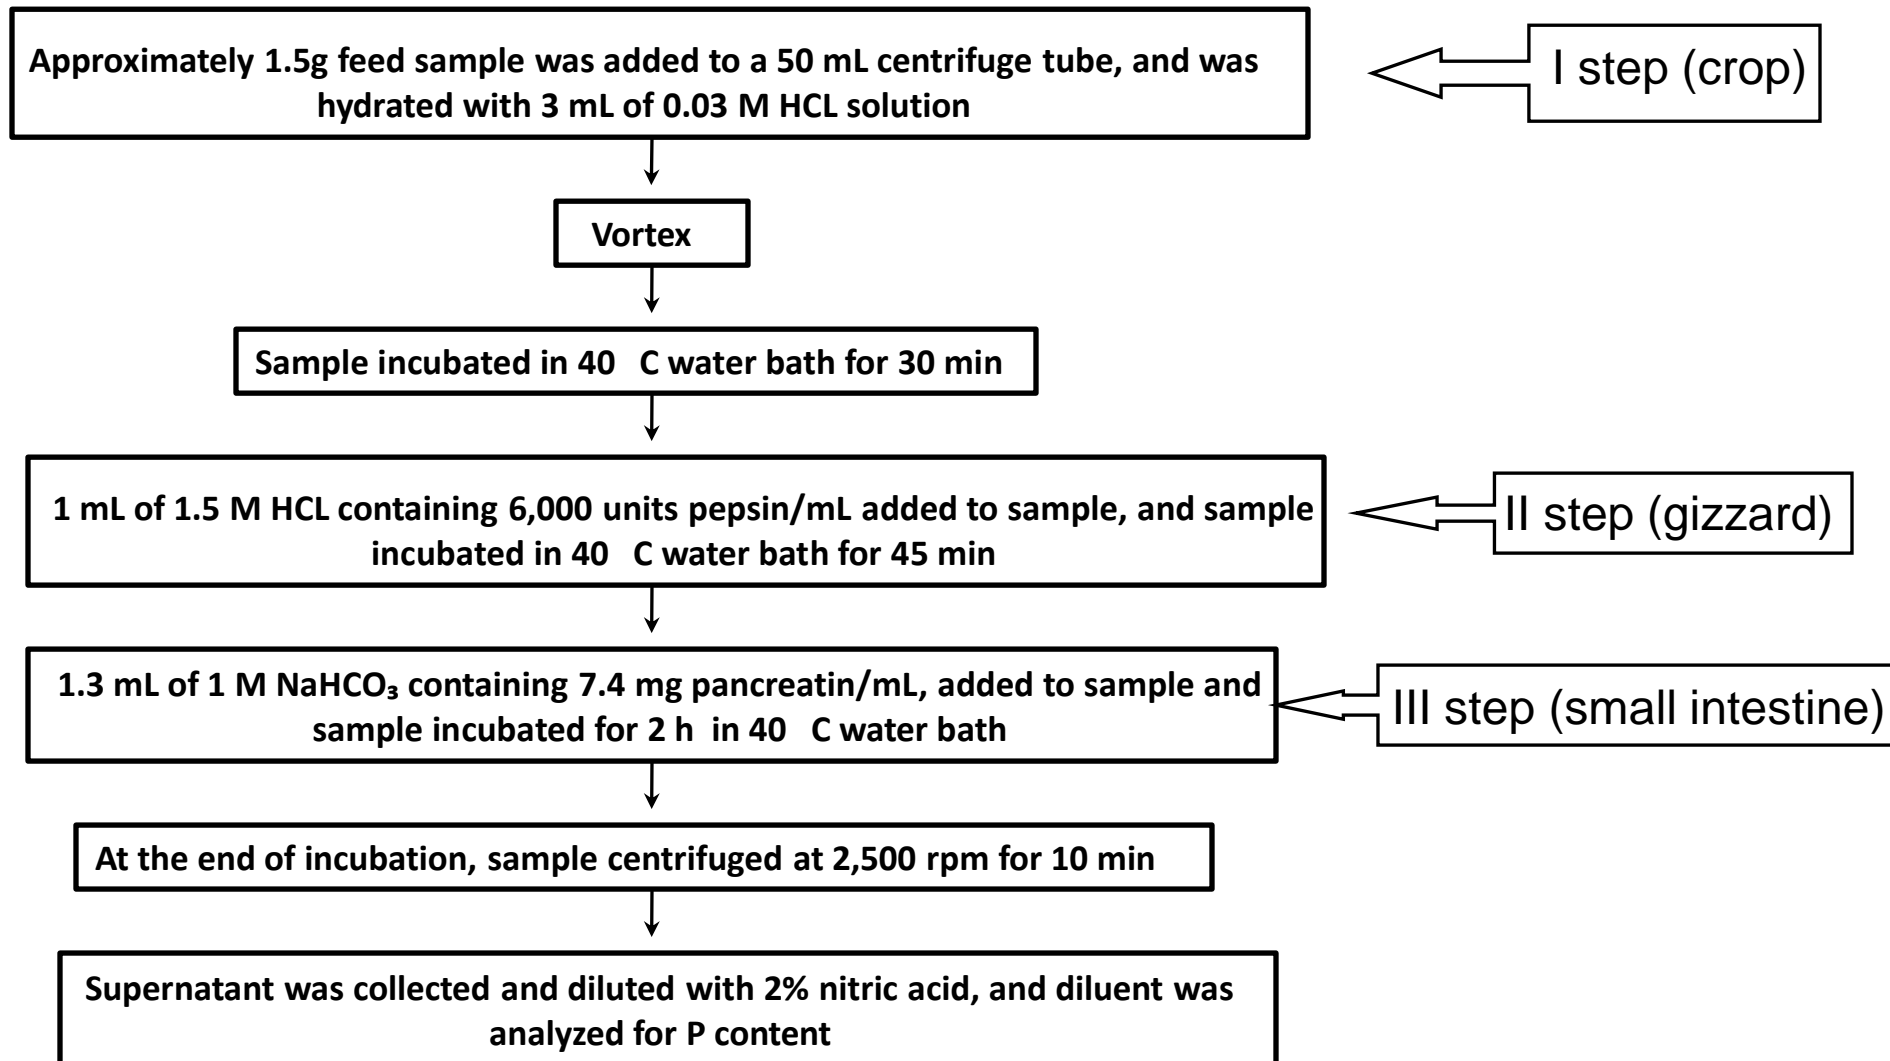 Approximately 1.5g feed sample was added to a 50 mL centrifuge tube, and was
hydrated with 3 mL of 0.03 M HCL solution
I step (crop)
Vortex
Sample incubated in 40   C water bath for 30 min
1 mL of 1.5 M HCL containing 6,000 units pepsin/mL added to sample, and sample
incubated in 40   C water bath for 45 min
II step (gizzard)
1.3 mL of 1 M NaHCO₃ containing 7.4 mg pancreatin/mL, added to sample and
sample incubated for 2 h  in 40   C water bath
III step (small intestine)
At the end of incubation, sample centrifuged at 2,500 rpm for 10 min
Supernatant was collected and diluted with 2% nitric acid, and diluent was
analyzed for P content